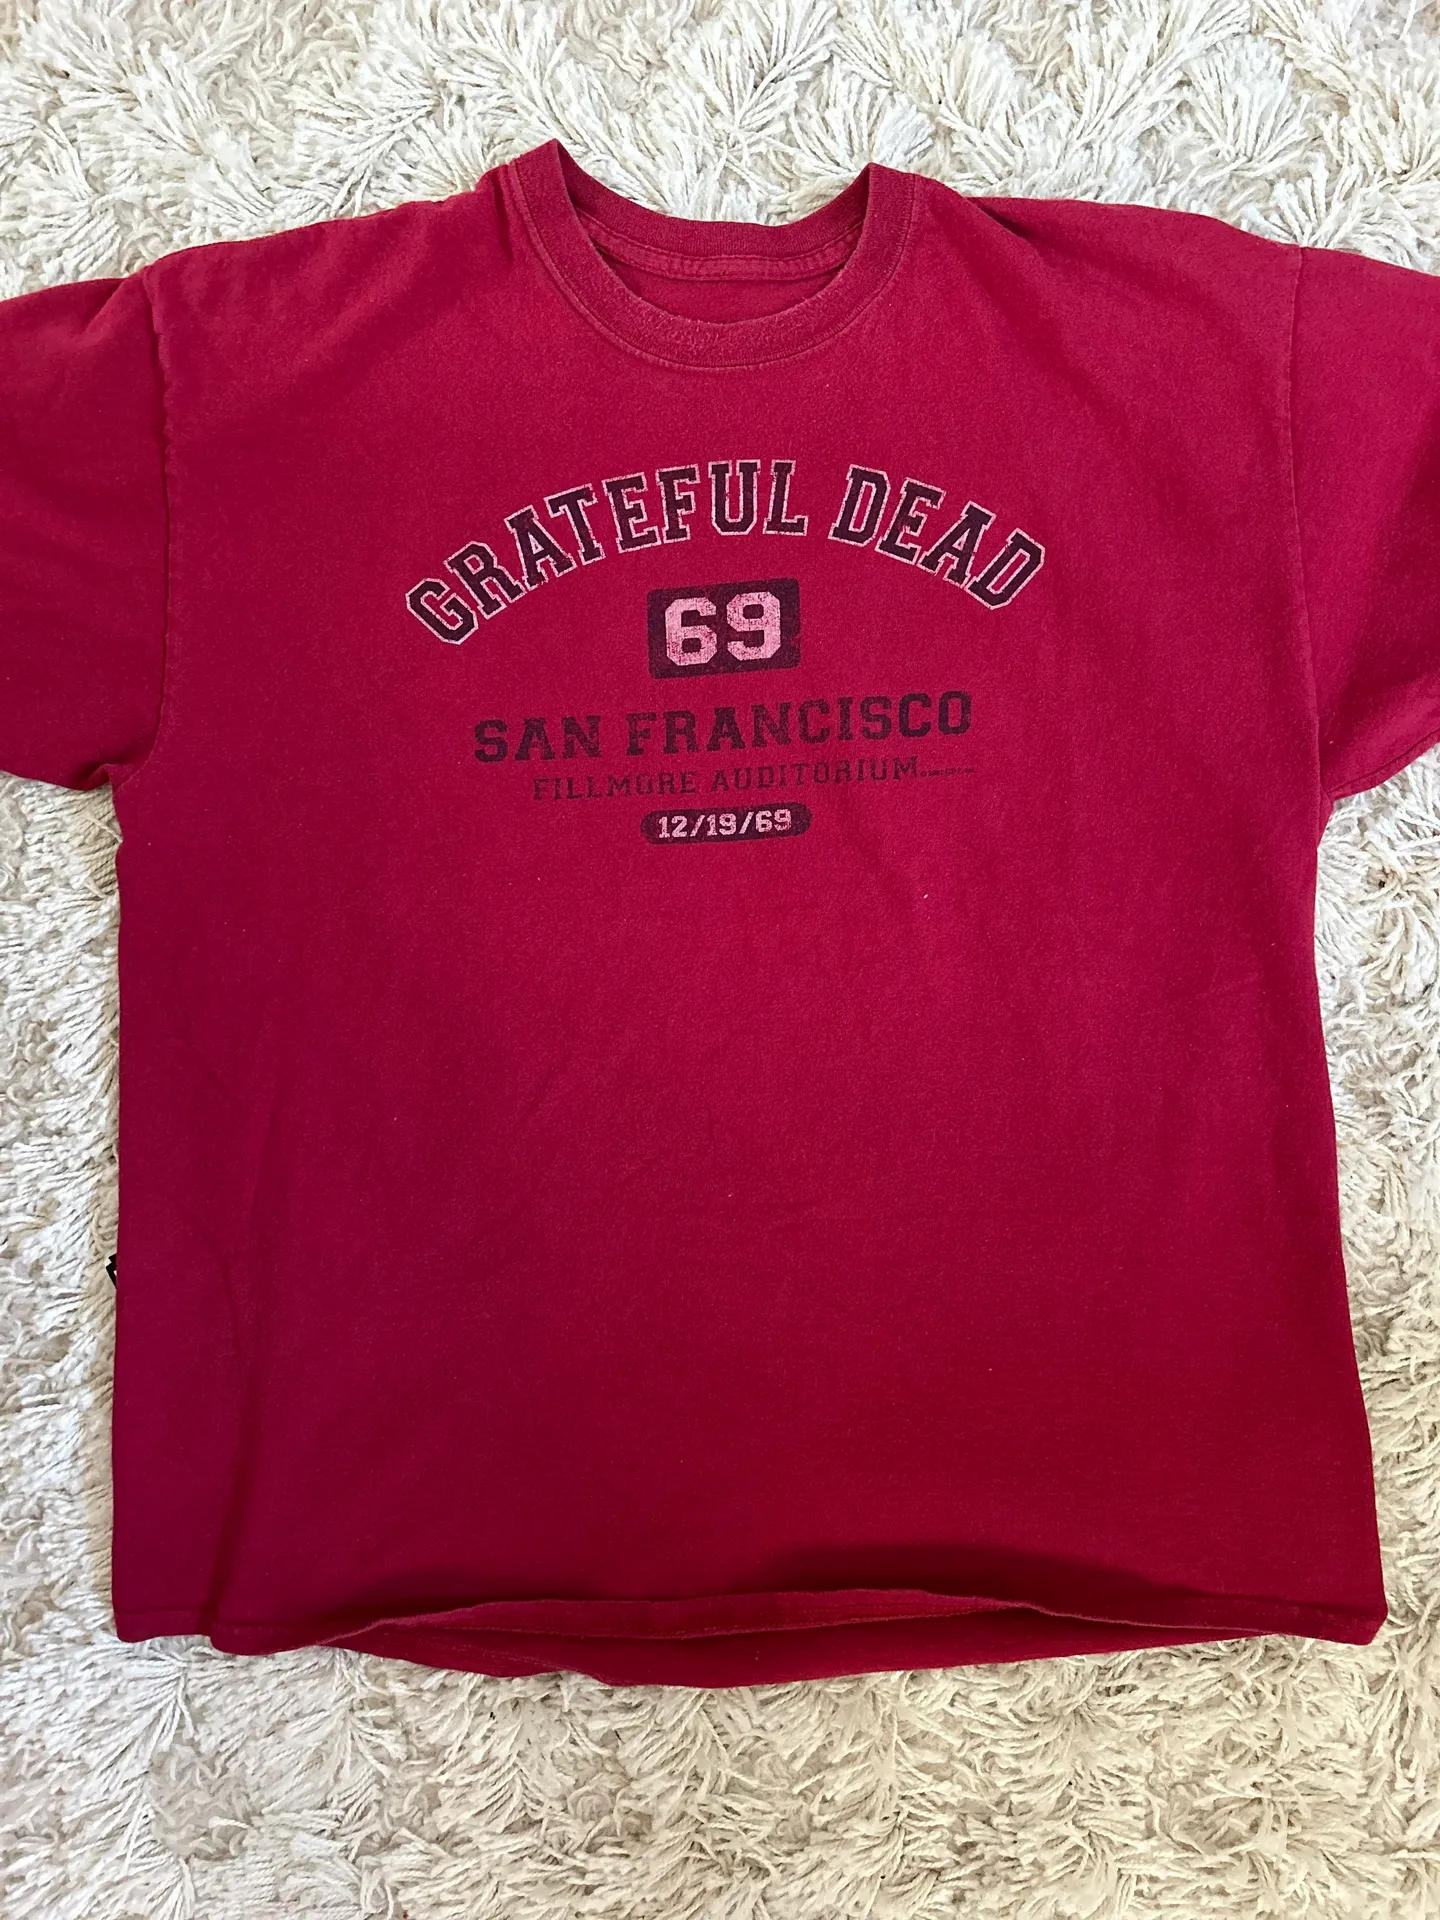 GRATEFUL DEAD
69
SAN FRANCISCO
FILLMORE AUDITORIUM
12/19/69